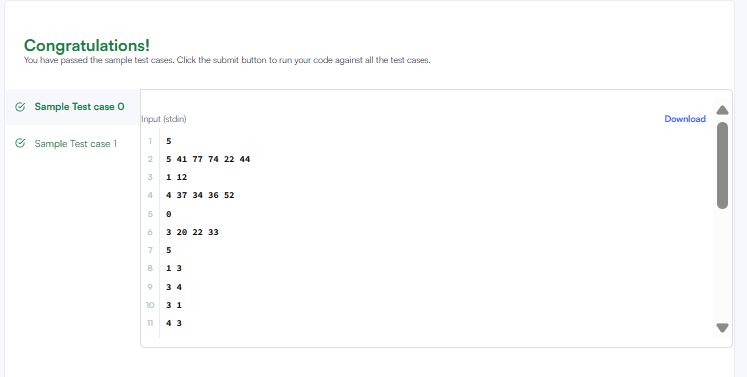 Congratulations!
You have passed the sample test cases. Click the submit button to run your code against all the test cases.
Sample Test case 0
Sample Test case 1
Input (stdin)
Download
1 5
2 5 41 77 74 22 44
3 1 12
4 4 37 34 36 52
5 0
6 3 20 22 33
7 5
8 1 3
9 3 4
10 3 1
11 4 3